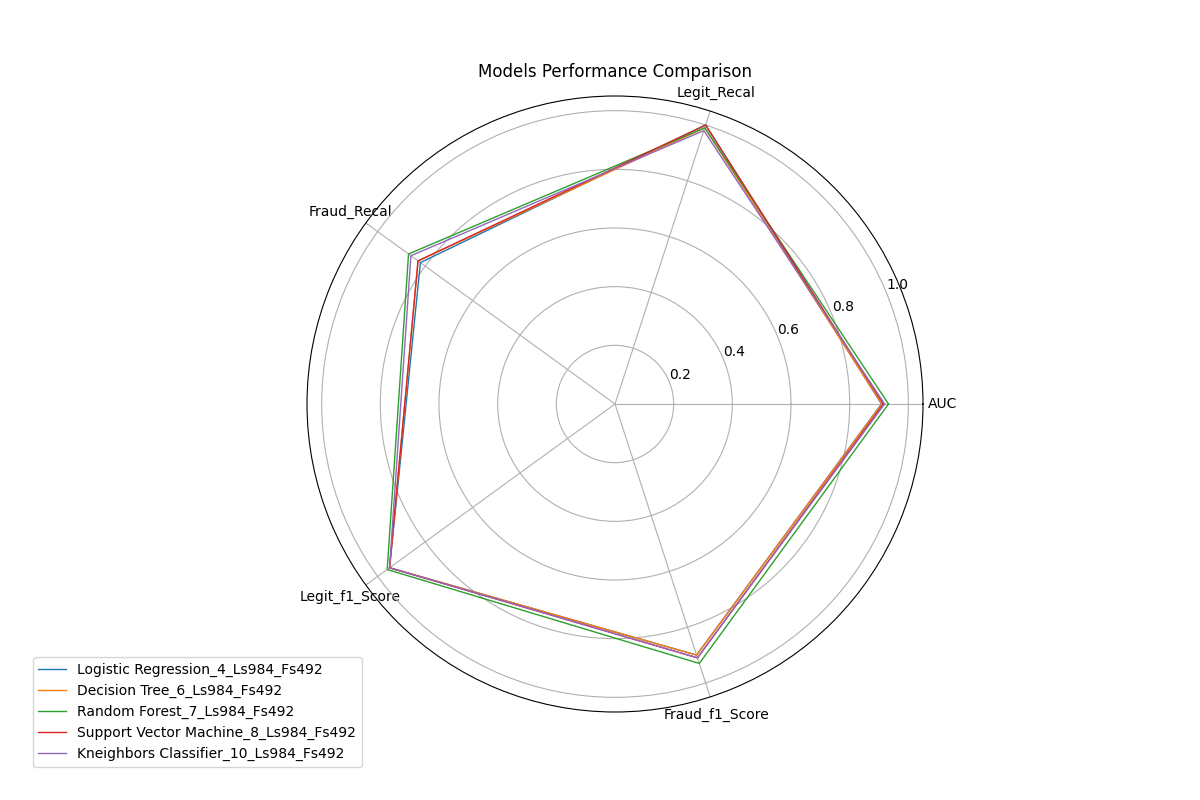 Models Performance Comparison
Legit_Recal
Fraud_Recal
1.0
0.8
0.6
0.4
0.2
AUC
Legit_f1_Score
Fraud_f1_Score
Logistic Regression_4_Ls984_Fs492
Decision Tree_6_Ls984_Fs492
Random Forest_7_Ls984_Fs492
Support Vector Machine_8_Ls984_Fs492
Kneighbors Classifier_10_Ls984_Fs492